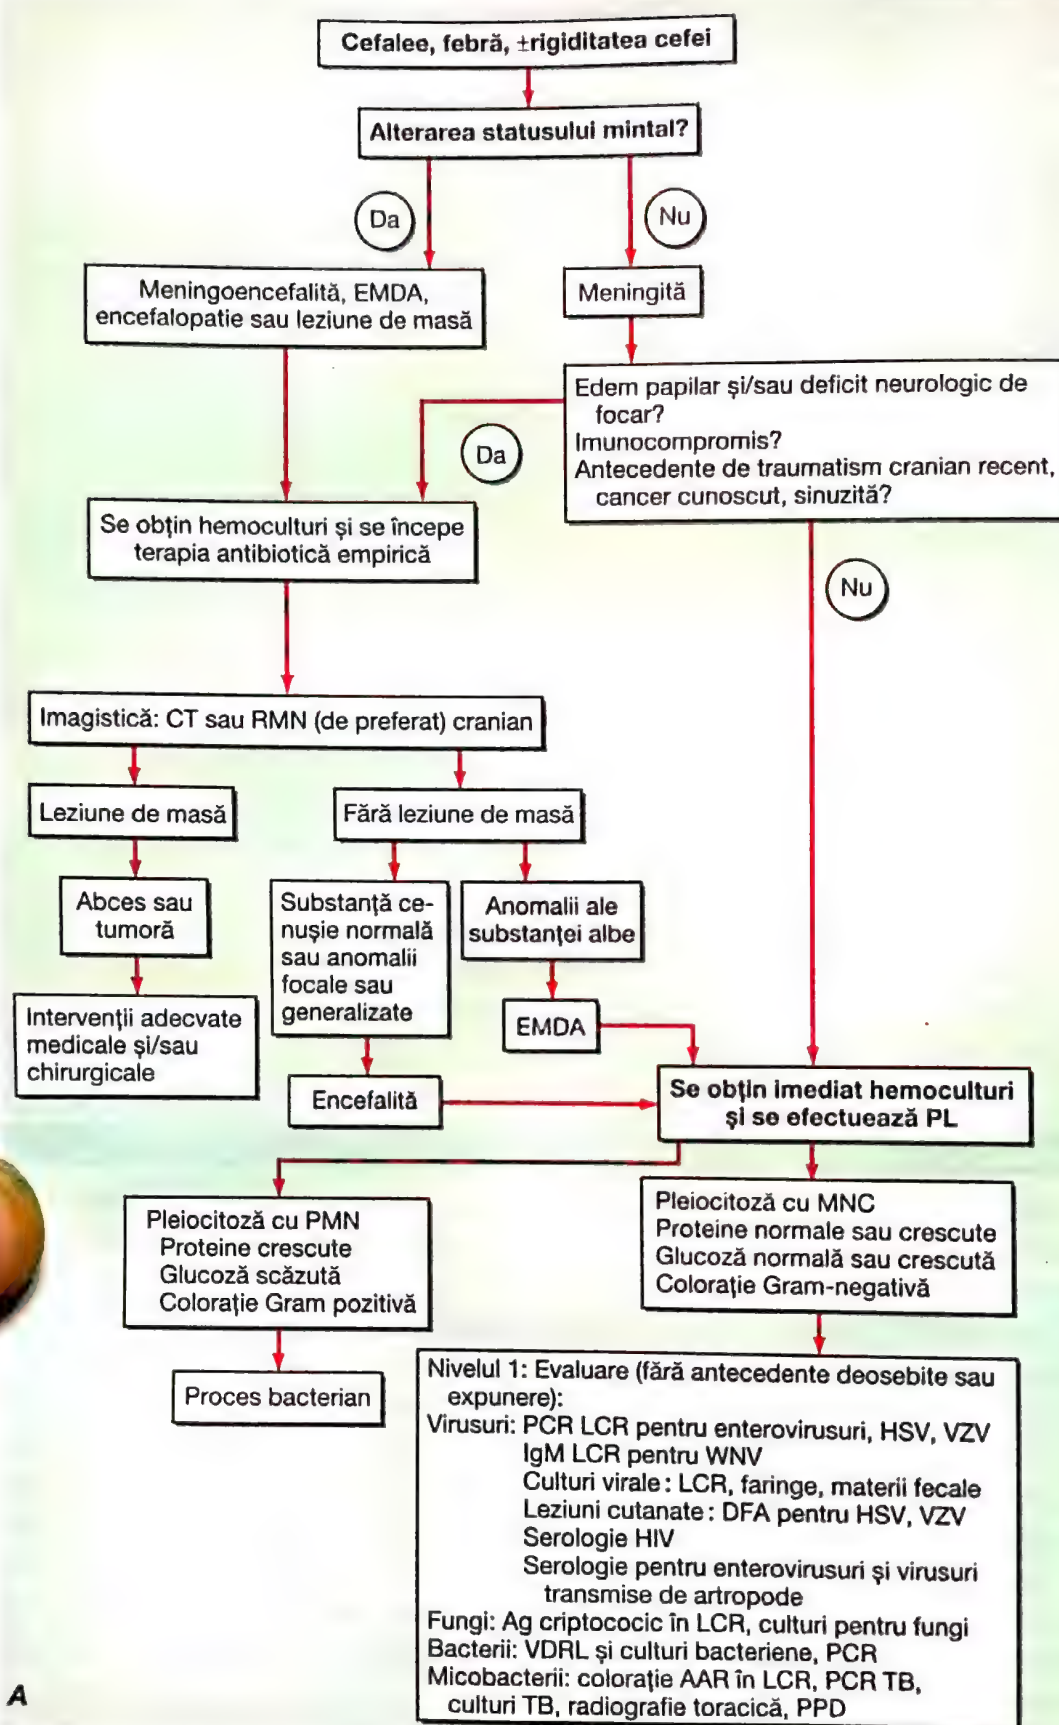 Cefalee, febră, ±rigiditatea cefei
Alterarea statusului mintal?
Da
Nu
Meningoencefalită, EMDA,
encefalopatie sau leziune de masă
Meningită
Edem papilar și/sau deficit neurologic de
focar?
Imunocompromis?
Antecedente de traumatism cranian recent,
cancer cunoscut, sinuzită?
Da
Se obțin hemoculturi și se începe
terapia antibiotică empirică
Nu
Imagistică: CT sau RMN (de preferat) cranian
Leziune de masă
Fără leziune de masă
Abces sau
tumoră
Substanță ce-
nușie normală
sau anomalii
focale sau
generalizate
Anomalii ale
substanței albe
Intervenții adecvate
medicale și/sau
chirurgicale
EMDA
Encefalită
Se obțin imediat hemoculturi
și se efectuează PL
Pleiocitoză cu PMN
Proteine crescute
Glucoză scăzută
Colorație Gram pozitivă
Pleiocitoză cu MNC
Proteine normale sau crescute
Glucoză normală sau crescută
Colorație Gram-negativă
Proces bacterian
Nivelul 1: Evaluare (fără antecedente deosebite sau
expunere):
Virusuri: PCR LCR pentru enterovirusuri, HSV, VZV
IgM LCR pentru WNV
Culturi virale: LCR, faringe, materii fecale
Leziuni cutanate: DFA pentru HSV, VZV
Serologie HIV
Serologie pentru enterovirusuri și virusuri
transmise de artropode
Fungi: Ag criptococic în LCR, culturi pentru fungi
Bacterii: VDRL și culturi bacteriene, PCR
Micobacterii: colorație AAR în LCR, PCR TB,
culturi TB, radiografie toracică, PPD
A